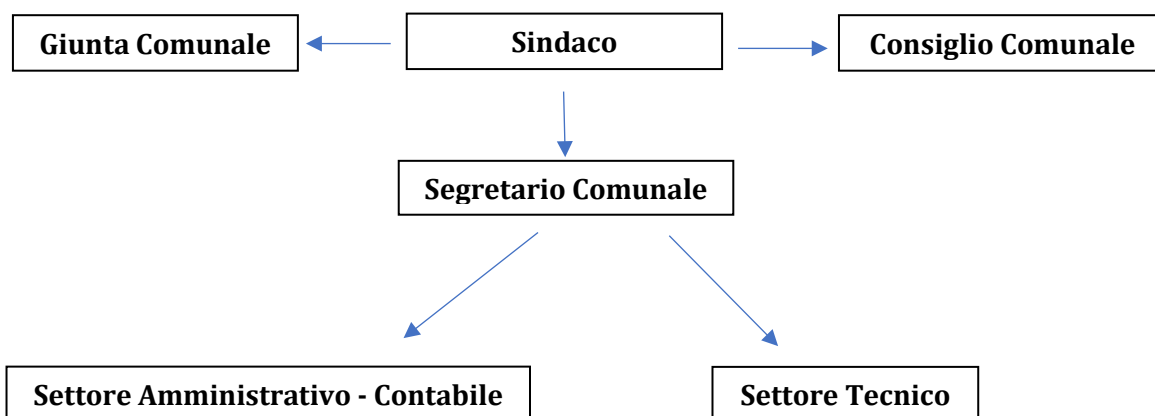 Giunta Comunale
Sindaco
Consiglio Comunale
Segretario Comunale
Settore Amministrativo - Contabile
Settore Tecnico